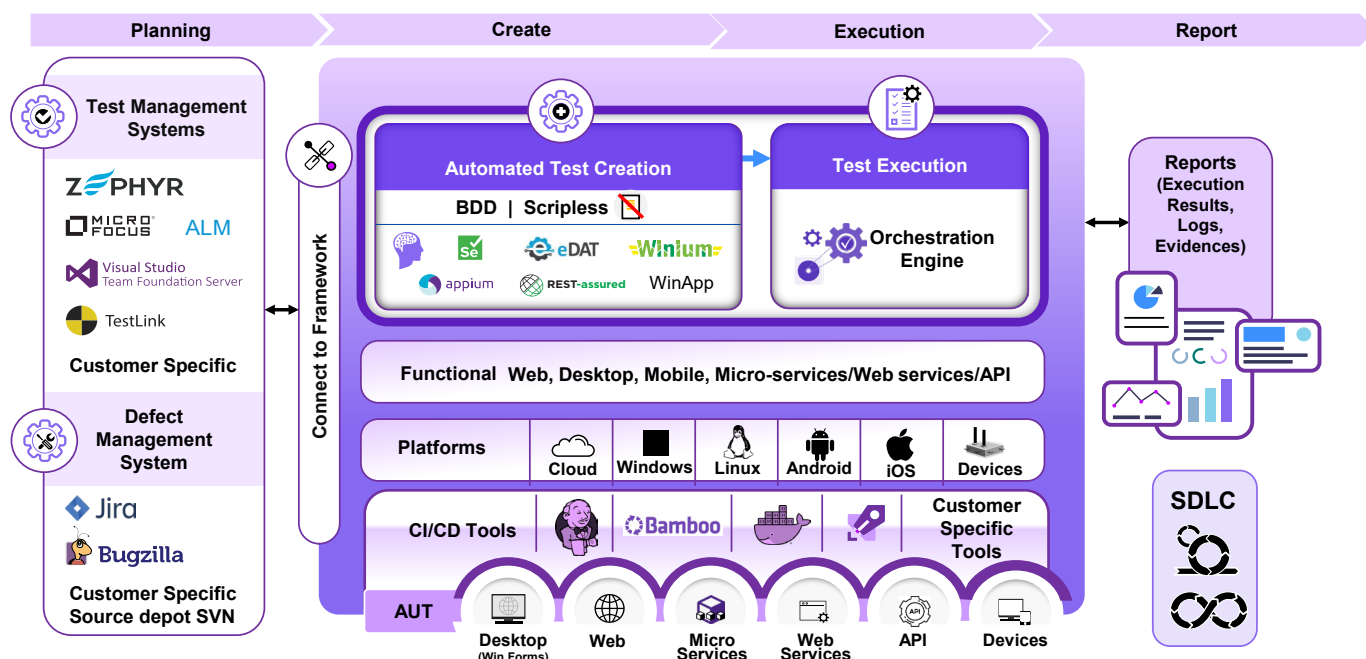 Planning
Create
Execution
Report
Test Management
Systems
ZEPHYR
MICRO
FOCUS
ALM
Visual Studio
Team Foundation Server
TestLink
Customer Specific
Defect
Management
System
Jira
Bugzilla
Customer Specific
Source depot SVN
Connect to Framework
Automated Test Creation
BDD | Scripless
Se
eDAT
Winium
appium
REST-assured
WinApp
Test Execution
Orchestration
Engine
Functional Web, Desktop, Mobile, Micro-services/Web services/API
Platforms
Cloud
Windows
Linux
Android
iOS
Devices
CI/CD Tools
Bamboo
Customer
Specific
Tools
AUT
Desktop
(Win Forms)
Web
Micro
Services
Web
Services
API
API
Devices
Reports
(Execution
Results,
Logs,
Evidences)
SDLC